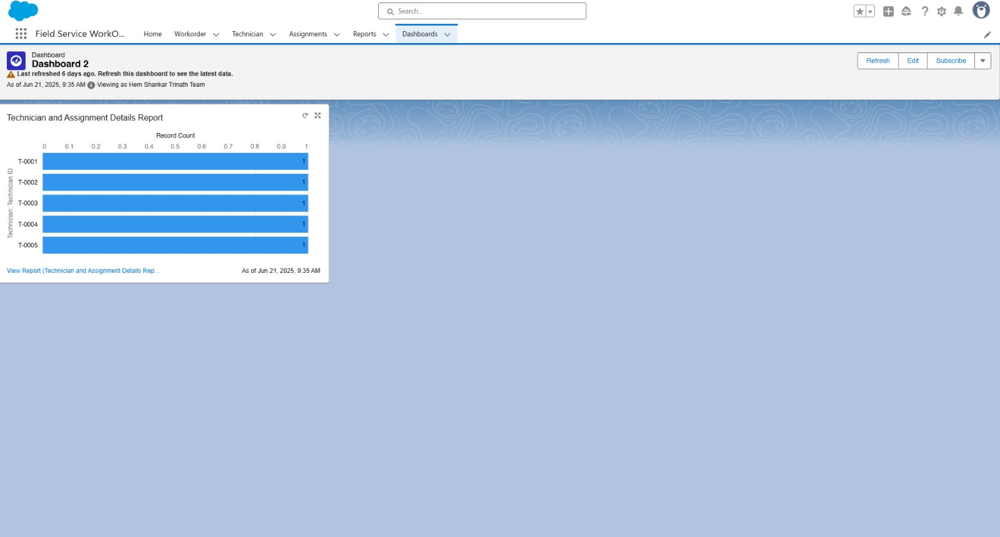 Search...
Field Service WorkO...
Home
Workorder
Technician
Assignments
Reports
Dashboards
Dashboard
Dashboard 2
Last refreshed 6 days ago. Refresh this dashboard to see the latest data.
As of Jun 21, 2025, 9:35 AM·Viewing as Hem Shankar Trinath Team
Refresh
Edit
Subscribe
Technician and Assignment Details Report
Record Count
0 0.1 0.2 0.3 0.4 0.5 0.6 0.7 0.8 0.9 1
Technician: Technician ID
T-0001 1
T-0002 1
T-0003 1
T-0004 1
T-0005 1
View Report (Technician and Assignment Details Rep...
As of Jun 21, 2025, 9:35 AM